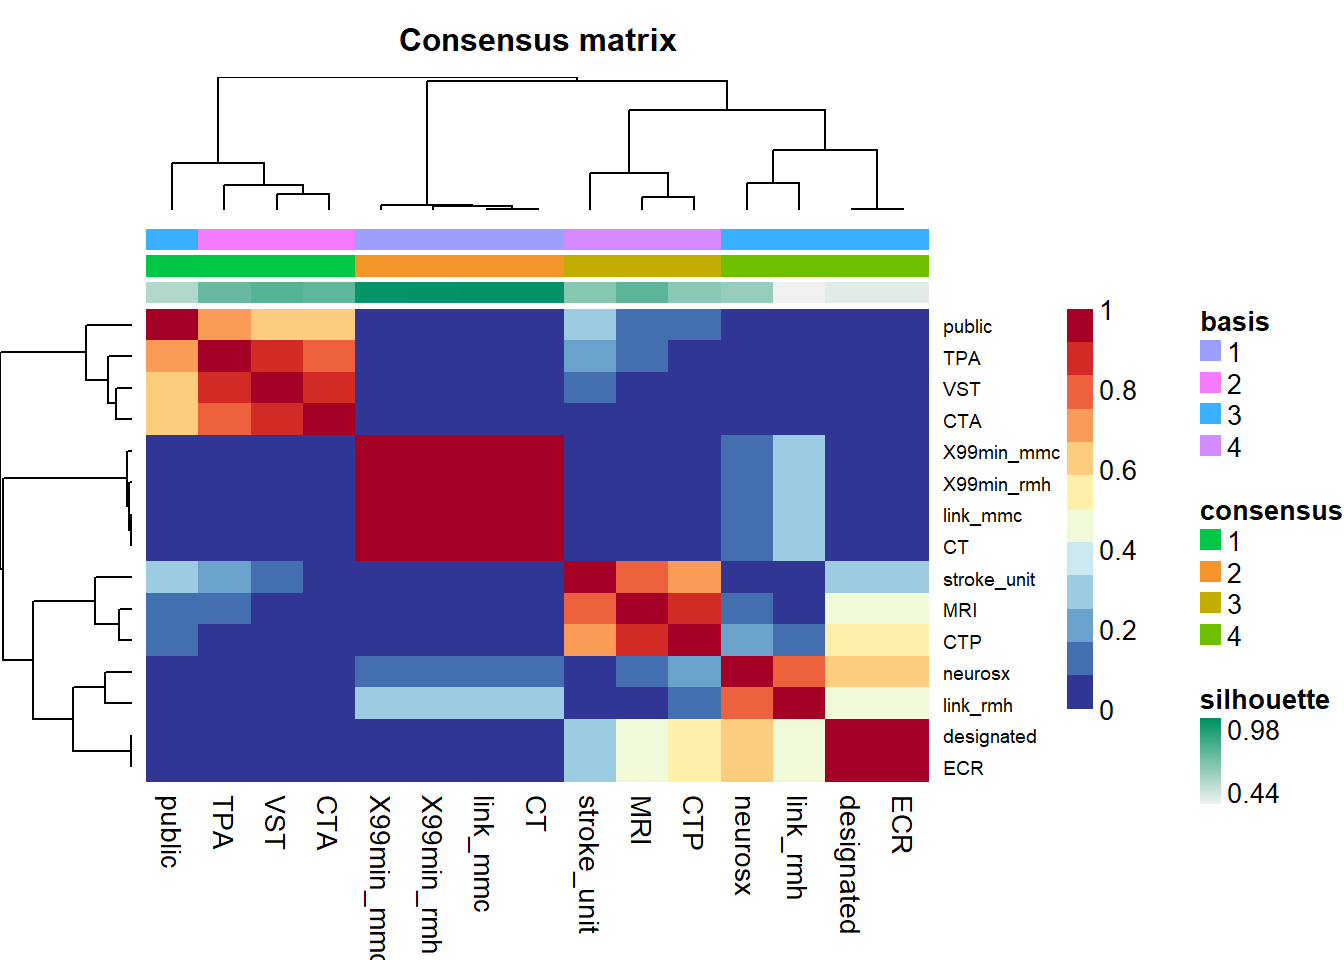 Consensus matrix
public
TPA
VST
CTA
X99min_mmc
X99min_rmh
link_mmc
CT
stroke_unit
MRI
CTP
neurosx
link_rmh
designated
ECR
1
0.8
0.6
0.4
0.2
0
basis
1
2
3
4
consensus
1
2
3
4
silhouette
0.98
0.44
public
TPA
VST
CTA
X99min_mmc
X99min_rmh
link_mmc
CT
stroke_unit
MRI
CTP
neurosx
link_rmh
designated
ECR